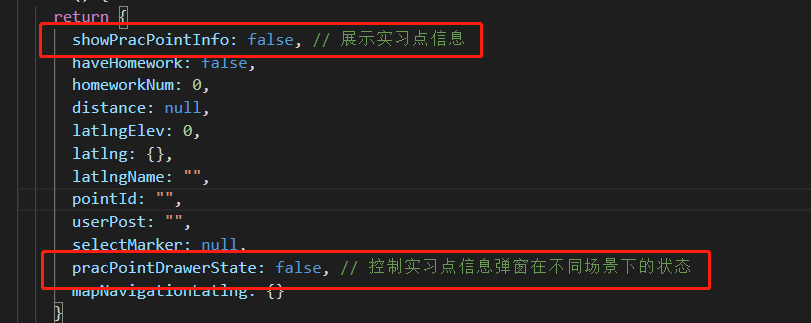 return {
showPracPointInfo: false, // 展示实习点信息
haveHomework: false,
homeworkNum: 0,
distance: null,
latlngElev: 0,
latlng: {},
latlngName: "",
pointId: "",
userPost: "",
selectMarker: null,
pracPointDrawerState: false, // 控制实习点信息弹窗在不同场景下的状态
mapNavigationLatlng: {}
}